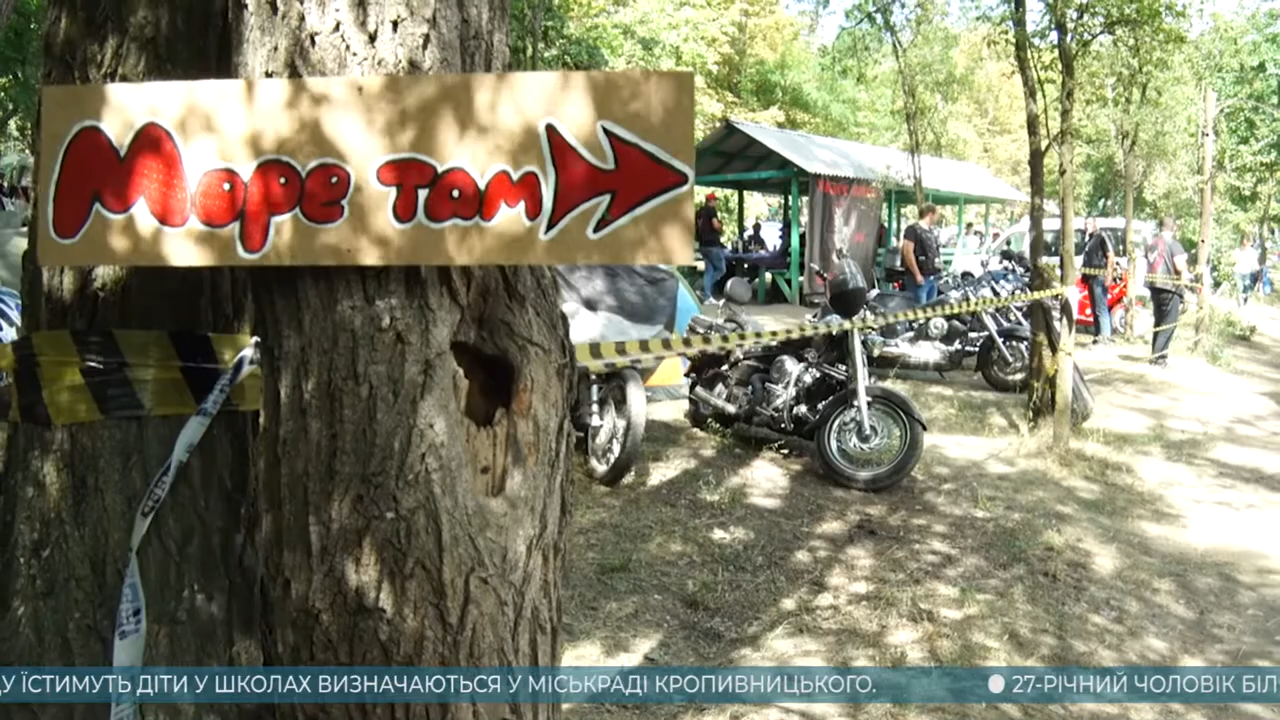 Море там
У ЇСТИМУТЬ ДІТИ У ШКОЛАХ ВИЗНАЧАЮТЬСЯ У МІСЬКРАДІ КРОПИВНИЦЬКОГО. 27-РІЧНИЙ ЧОЛОВІК БІЛ